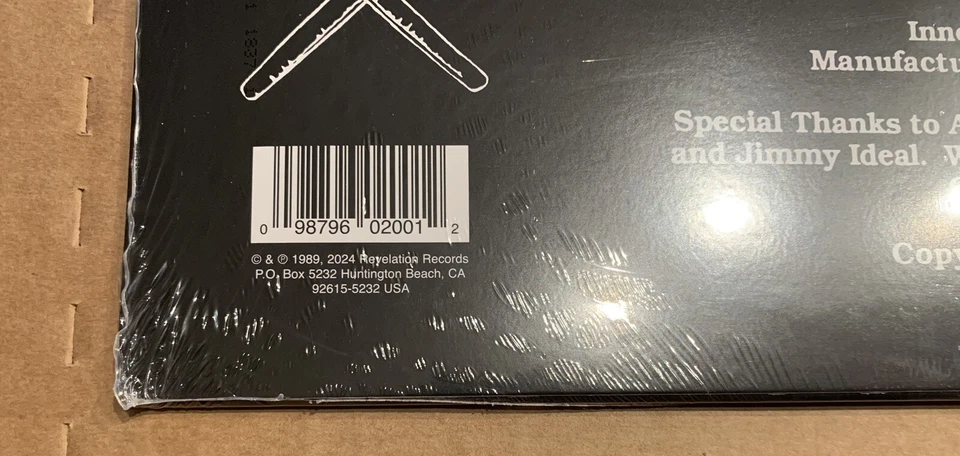 Inne
Manufactu
Special Thanks to A
and Jimmy Ideal. W
0 98796 02001 2
© & ℗ 1989, 2024 Revelation Records
P.O. Box 5232 Huntington Beach, CA
92615-5232 USA
Copy